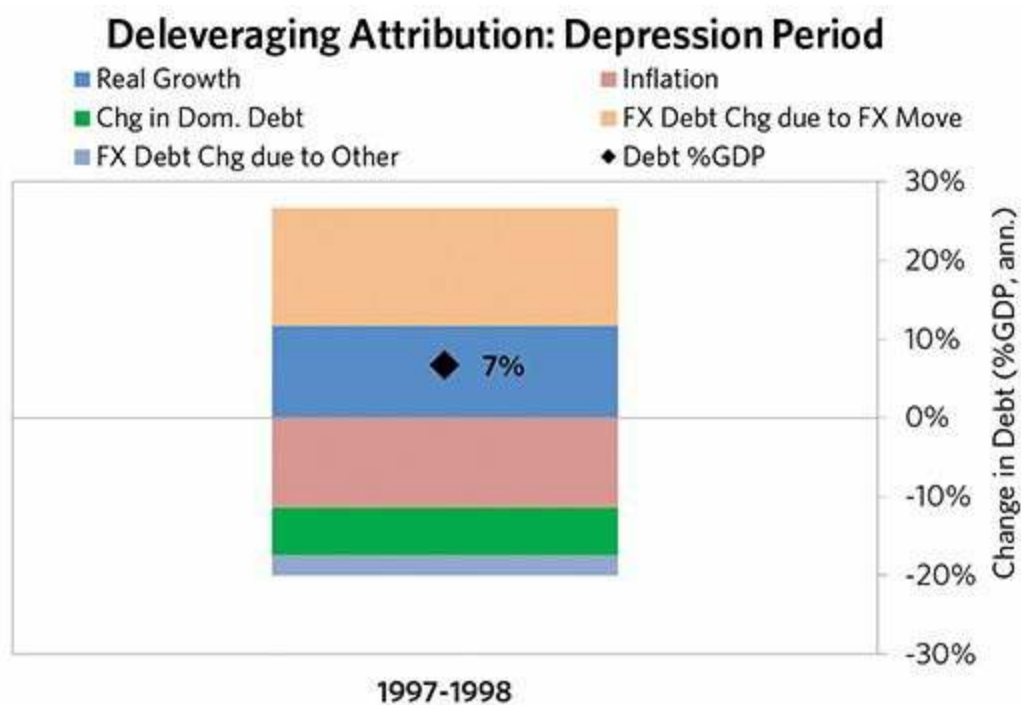 Deleveraging Attribution: Depression Period
Real Growth
Inflation
Chg in Dom. Debt
FX Debt Chg due to FX Move
FX Debt Chg due to Other
Debt %GDP
30%
20%
10%
0%
-10%
-20%
-30%
Change in Debt (%GDP, ann.)
7%
1997-1998